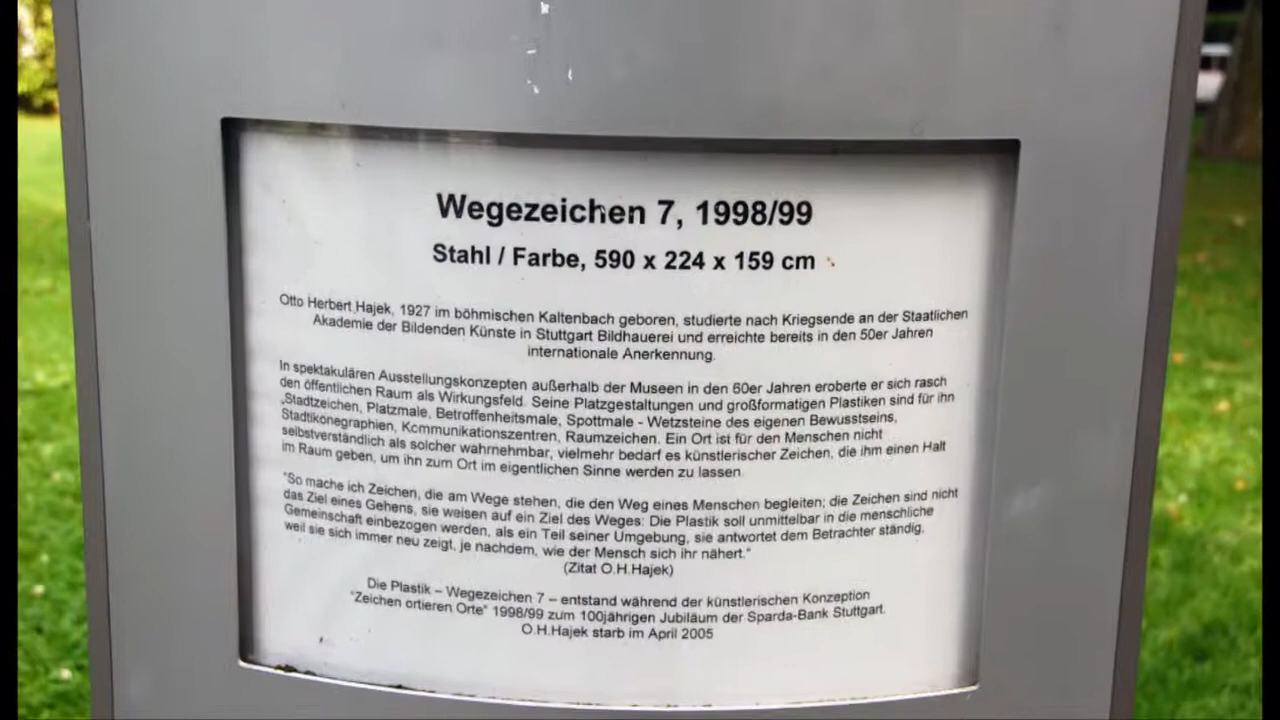 Wegezeichen 7, 1998/99
Stahl / Farbe, 590 x 224 x 159 cm
Otto Herbert Hajek, 1927 im böhmischen Kaltenbach geboren, studierte nach Kriegsende an der Staatlichen
Akademie der Bildenden Künste in Stuttgart Bildhauerei und erreichte bereits in den 50er Jahren
internationale Anerkennung.
In spektakulären Ausstellungskonzepten außerhalb der Museen in den 60er Jahren eroberte er sich rasch
den öffentlichen Raum als Wirkungsfeld. Seine Platzgestaltungen und großformatigen Plastiken sind für ihn
„Stadtzeichen, Platzmale, Betroffenheitsmale, Spottmale - Wetzsteine des eigenen Bewusstseins,
Stadtikonegraphien, Kommunikationszentren, Raumzeichen. Ein Ort ist für den Menschen nicht
selbstverständlich als solcher wahrnehmbar, vielmehr bedarf es künstlerischer Zeichen, die ihm einen Halt
im Raum geben, um ihn zum Ort im eigentlichen Sinne werden zu lassen.
"So mache ich Zeichen, die am Wege stehen, die den Weg eines Menschen begleiten; die Zeichen sind nicht
das Ziel eines Gehens, sie weisen auf ein Ziel des Weges: Die Plastik soll unmittelbar in die menschliche
Gemeinschaft einbezogen werden, als ein Teil seiner Umgebung, sie antwortet dem Betrachter ständig,
weil sie sich immer neu zeigt, je nachdem, wie der Mensch sich ihr nähert."
(Zitat O.H.Hajek)
Die Plastik – Wegezeichen 7 – entstand während der künstlerischen Konzeption
"Zeichen ortieren Orte" 1998/99 zum 100jährigen Jubiläum der Sparda-Bank Stuttgart.
O.H.Hajek starb im April 2005